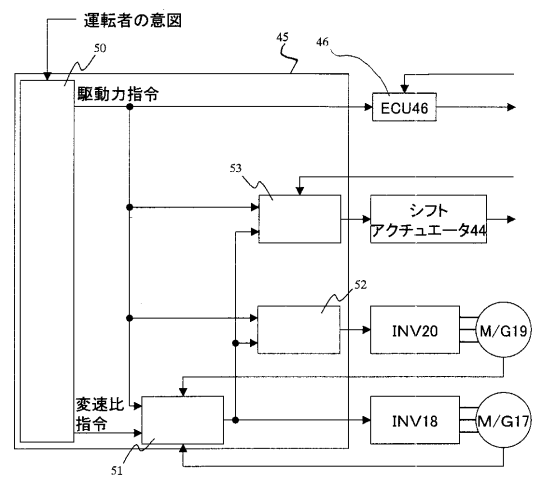 運転者の意図
50
45
46
駆動力指令
ECU46
53
シフト
アクチュエータ44
52
INV20
M/G19
変速比
指令
51
INV18
M/G17